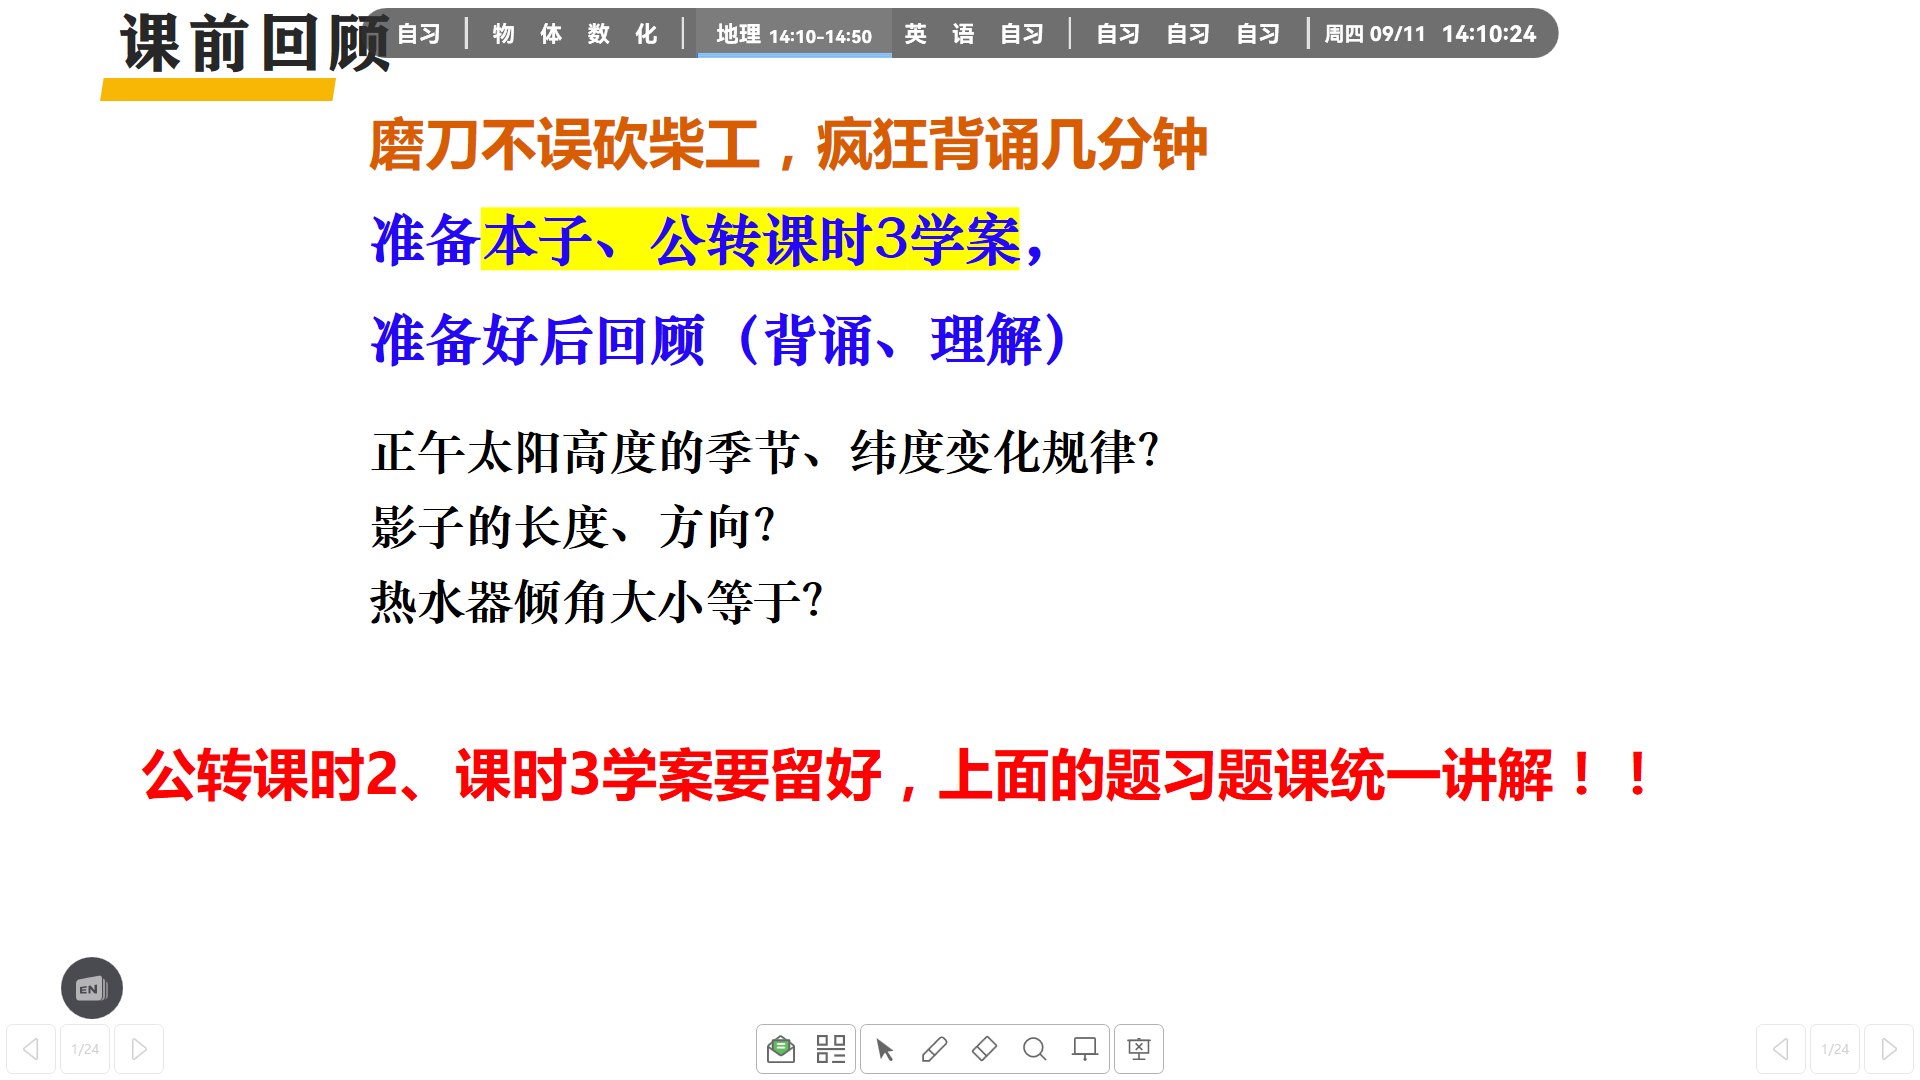 课前回顾
自习 | 物 体 数 化 | 地理 14:10-14:50 英 语 自习 | 自习 自习 自习 | 周四 09/11 14:10:24
磨刀不误砍柴工，疯狂背诵几分钟
准备本子、公转课时3学案，
准备好后回顾（背诵、理解）
正午太阳高度的季节、纬度变化规律？
影子的长度、方向？
热水器倾角大小等于？
公转课时2、课时3学案要留好，上面的题习题课统一讲解！！
EN
1/24
1/24